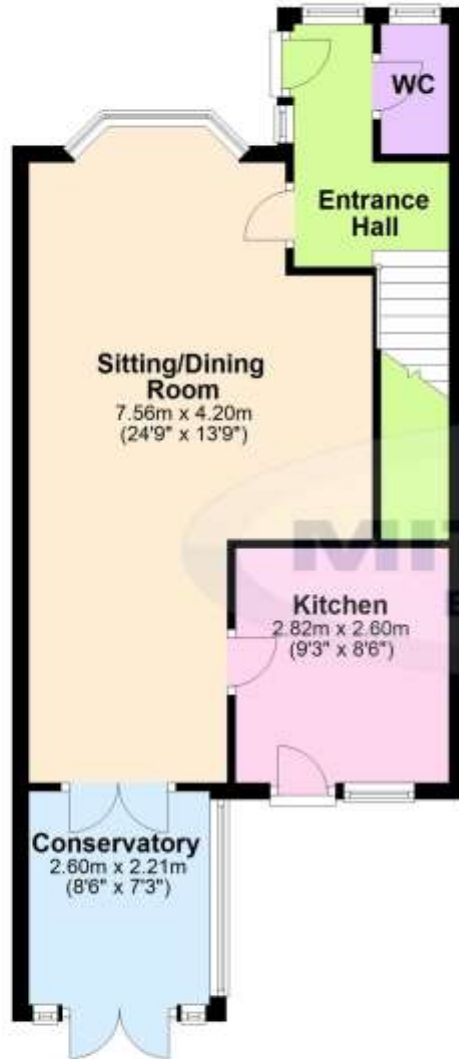 WC
Entrance
Hall
Sitting/Dining
Room
7.56m x 4.20m
(24'9" x 13'9")
Kitchen
2.82m x 2.60m
(9'3" x 8'6")
Conservatory
2.60m x 2.21m
(8'6" x 7'3")